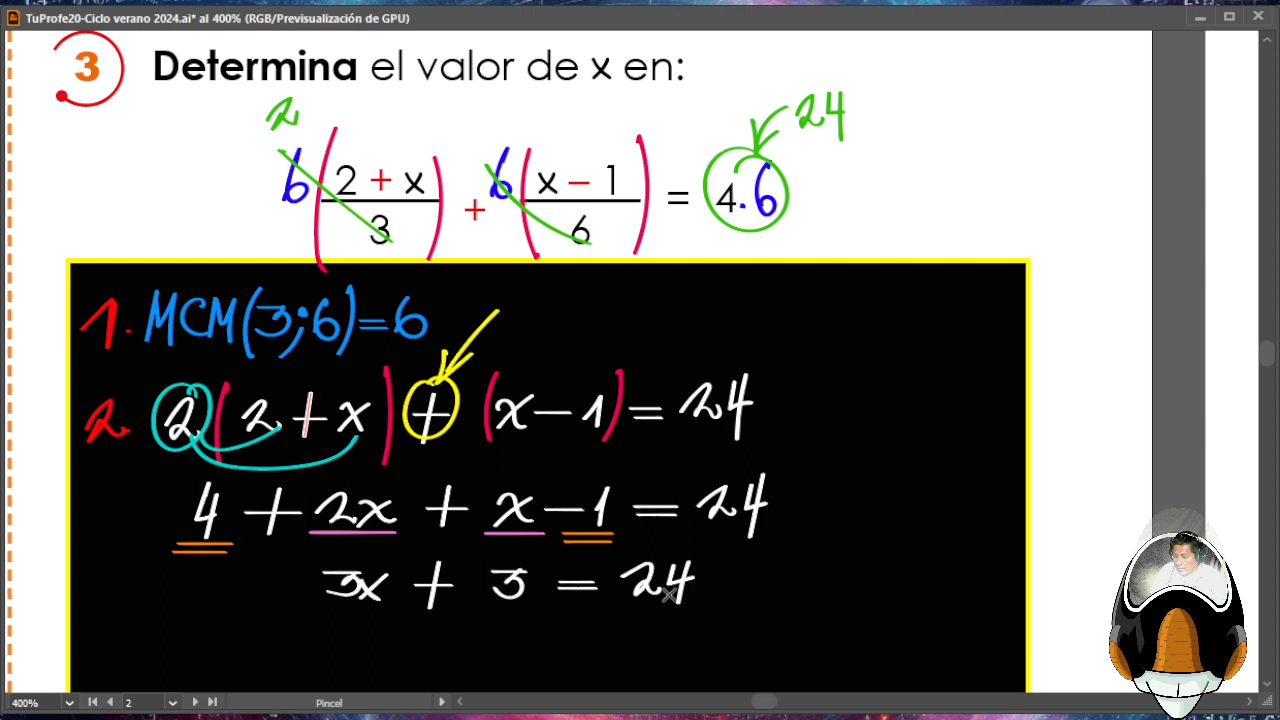 TuProfe20-Ciclo verano 2024.ai* al 400% (RGB/Previsualización de GPU)
3 Determina el valor de x en:
2 24
6(2 + x / 3) + 6(x − 1 / 6) = 4.6
1. MCM(3;6)=6
2. 2(2+x) + (x−1)=24
4 + 2x + x −1 = 24
3x + 3 = 24
400% 2 Pincel